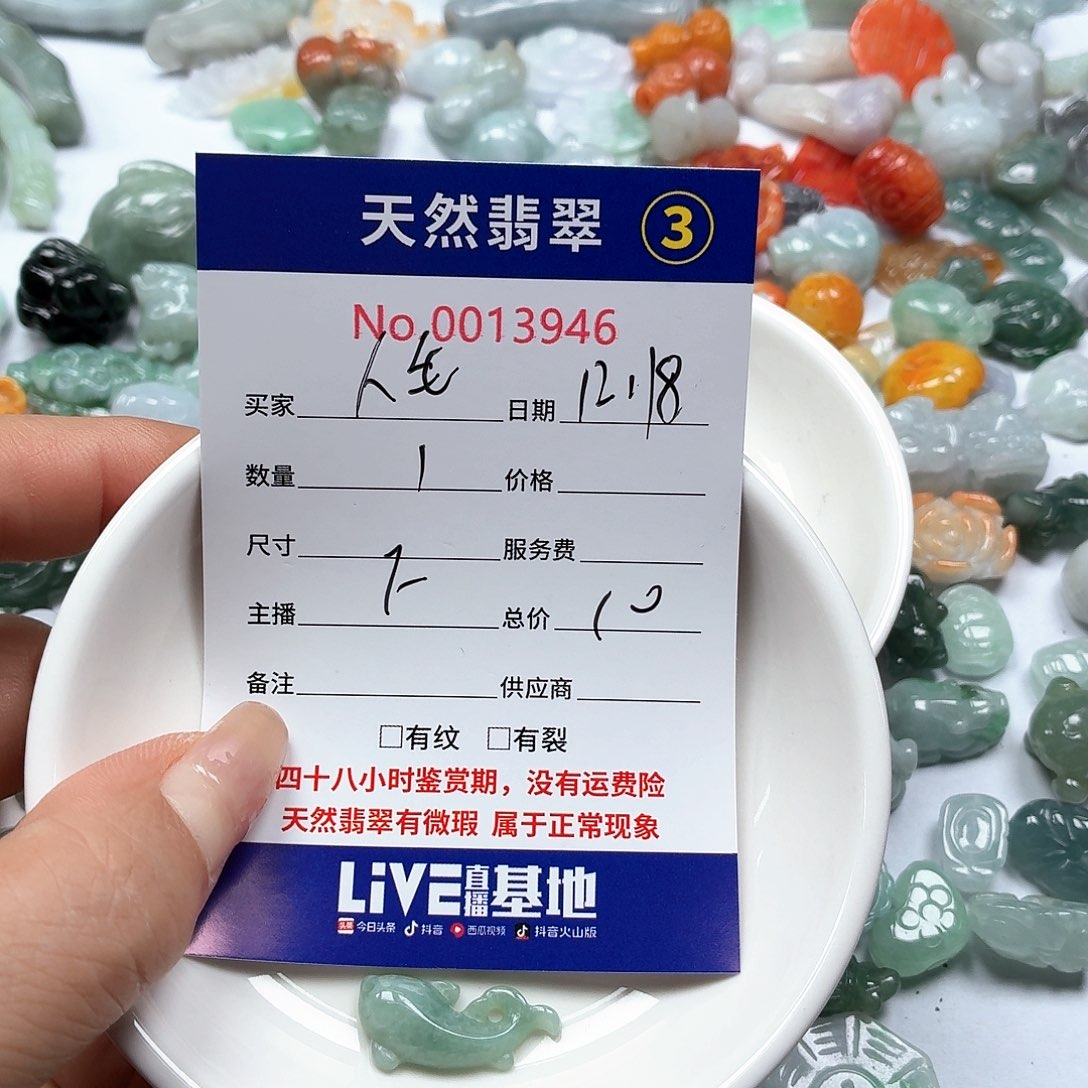 天然翡翠 3
No.0013946
买家 人生 日期 12.18
数量 1 价格
尺寸 服务费
主播 总价 10
备注 供应商
□有纹 □有裂
四十八小时鉴赏期，没有运费险
天然翡翠有微瑕 属于正常现象
LiVE直播基地
头条 今日头条 抖音 西瓜视频 抖音火山版